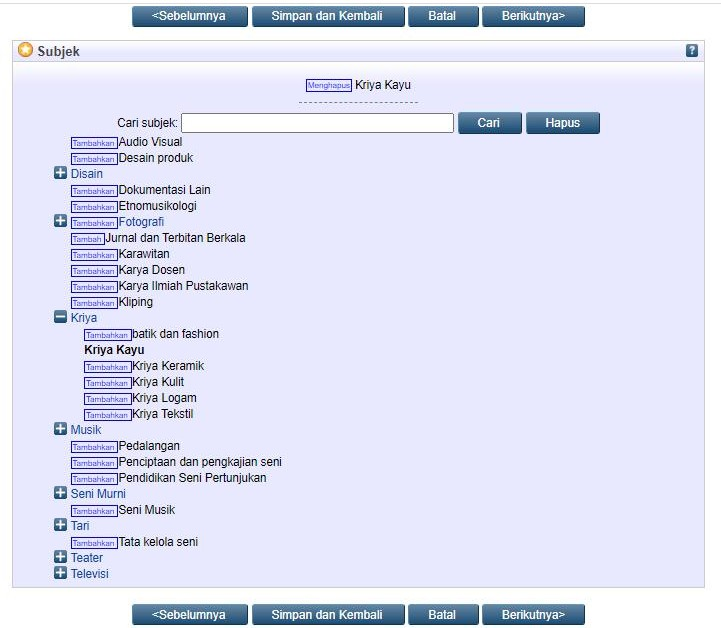 <Sebelumnya Simpan dan Kembali Batal Berikutnya>
Subjek ?
Menghapus Kriya Kayu
Cari subjek: Cari Hapus
Tambahkan Audio Visual
Tambahkan Desain produk
Disain
Tambahkan Dokumentasi Lain
Tambahkan Etnomusikologi
Tambahkan Fotografi
Tambah Jurnal dan Terbitan Berkala
Tambahkan Karawitan
Tambahkan Karya Dosen
Tambahkan Karya Ilmiah Pustakawan
Tambahkan Kliping
Kriya
Tambahkan batik dan fashion
Kriya Kayu
Tambahkan Kriya Keramik
Tambahkan Kriya Kulit
Tambahkan Kriya Logam
Tambahkan Kriya Tekstil
Musik
Tambahkan Pedalangan
Tambahkan Penciptaan dan pengkajian seni
Tambahkan Pendidikan Seni Pertunjukan
Seni Murni
Tambahkan Seni Musik
Tari
Tambahkan Tata kelola seni
Teater
Televisi
<Sebelumnya Simpan dan Kembali Batal Berikutnya>